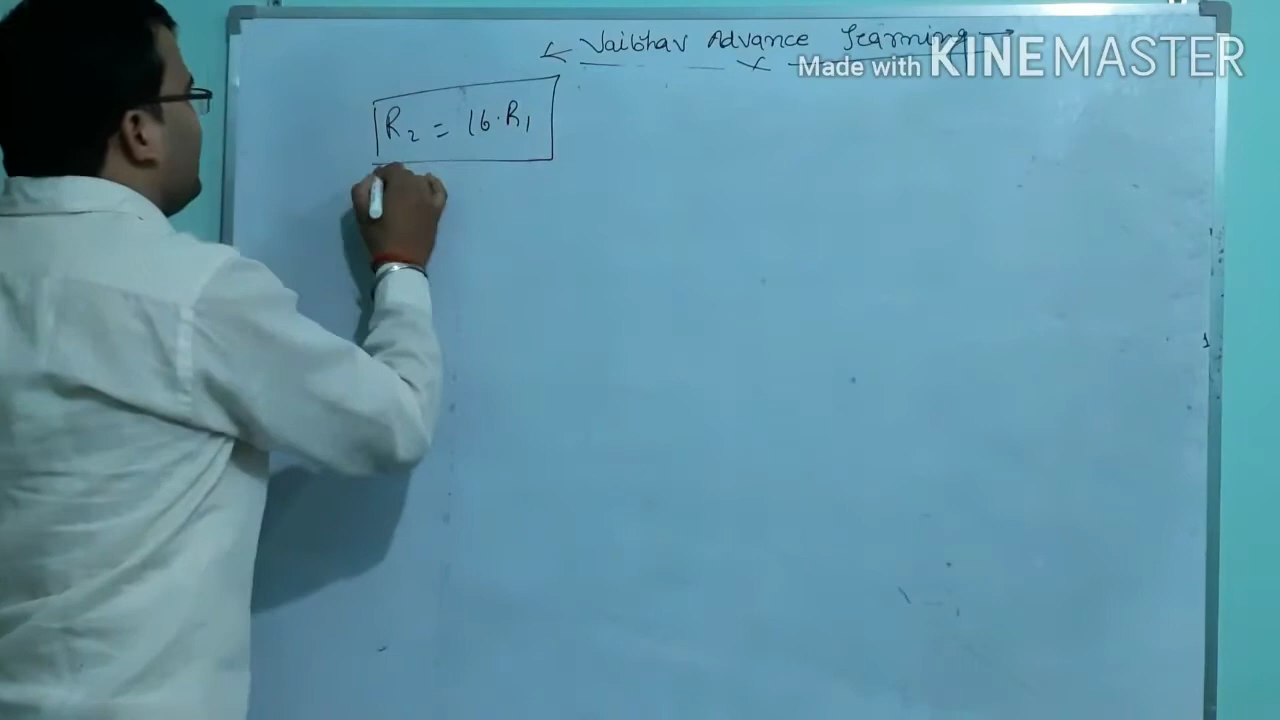 Vaibhav Advance Learning
Made with KINEMASTER
R₂ = 16·R₁